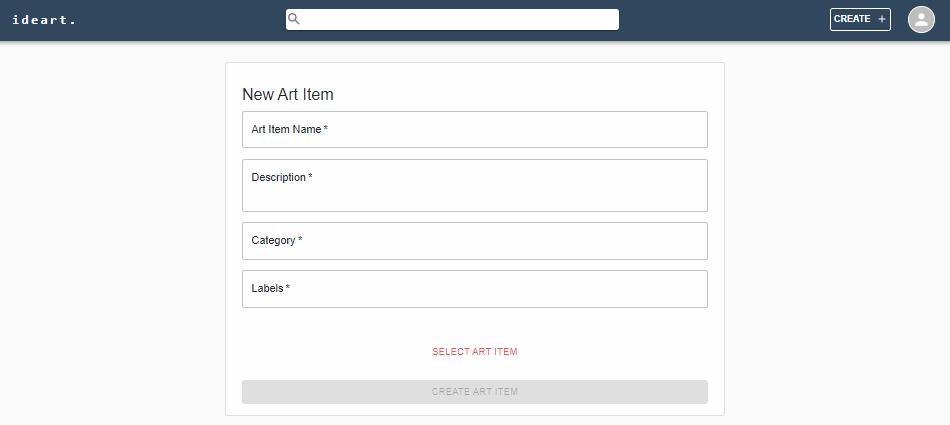 ideart.
CREATE +
New Art Item
Art Item Name *
Description *
Category *
Labels *
SELECT ART ITEM
CREATE ART ITEM